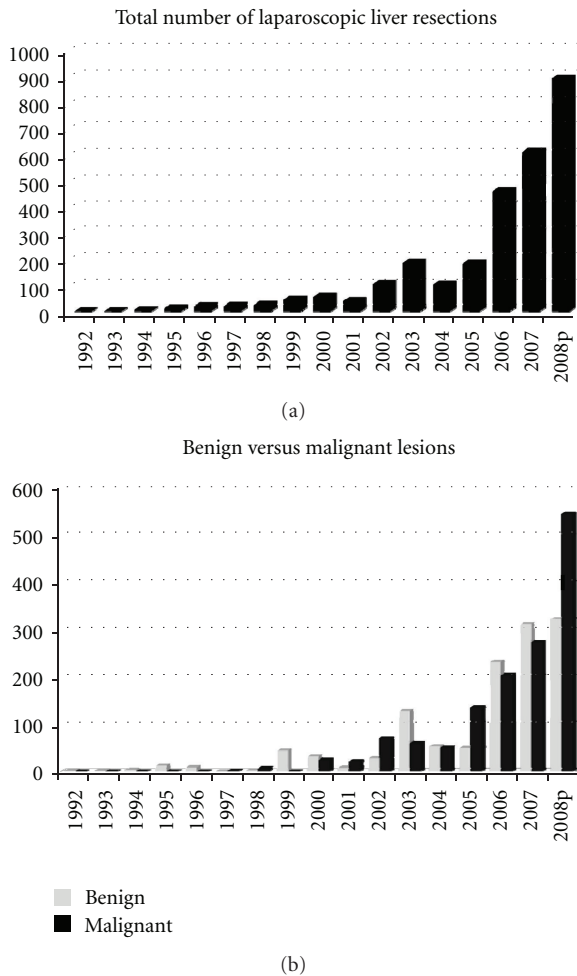 Total number of laparoscopic liver resections
1000
900
800
700
600
500
400
300
200
100
0
1992 1993 1994 1995 1996 1997 1998 1999 2000 2001 2002 2003 2004 2005 2006 2007 2008p
(a)
Benign versus malignant lesions
600
500
400
300
200
100
0
1992 1993 1994 1995 1996 1997 1998 1999 2000 2001 2002 2003 2004 2005 2006 2007 2008p
Benign
Malignant
(b)